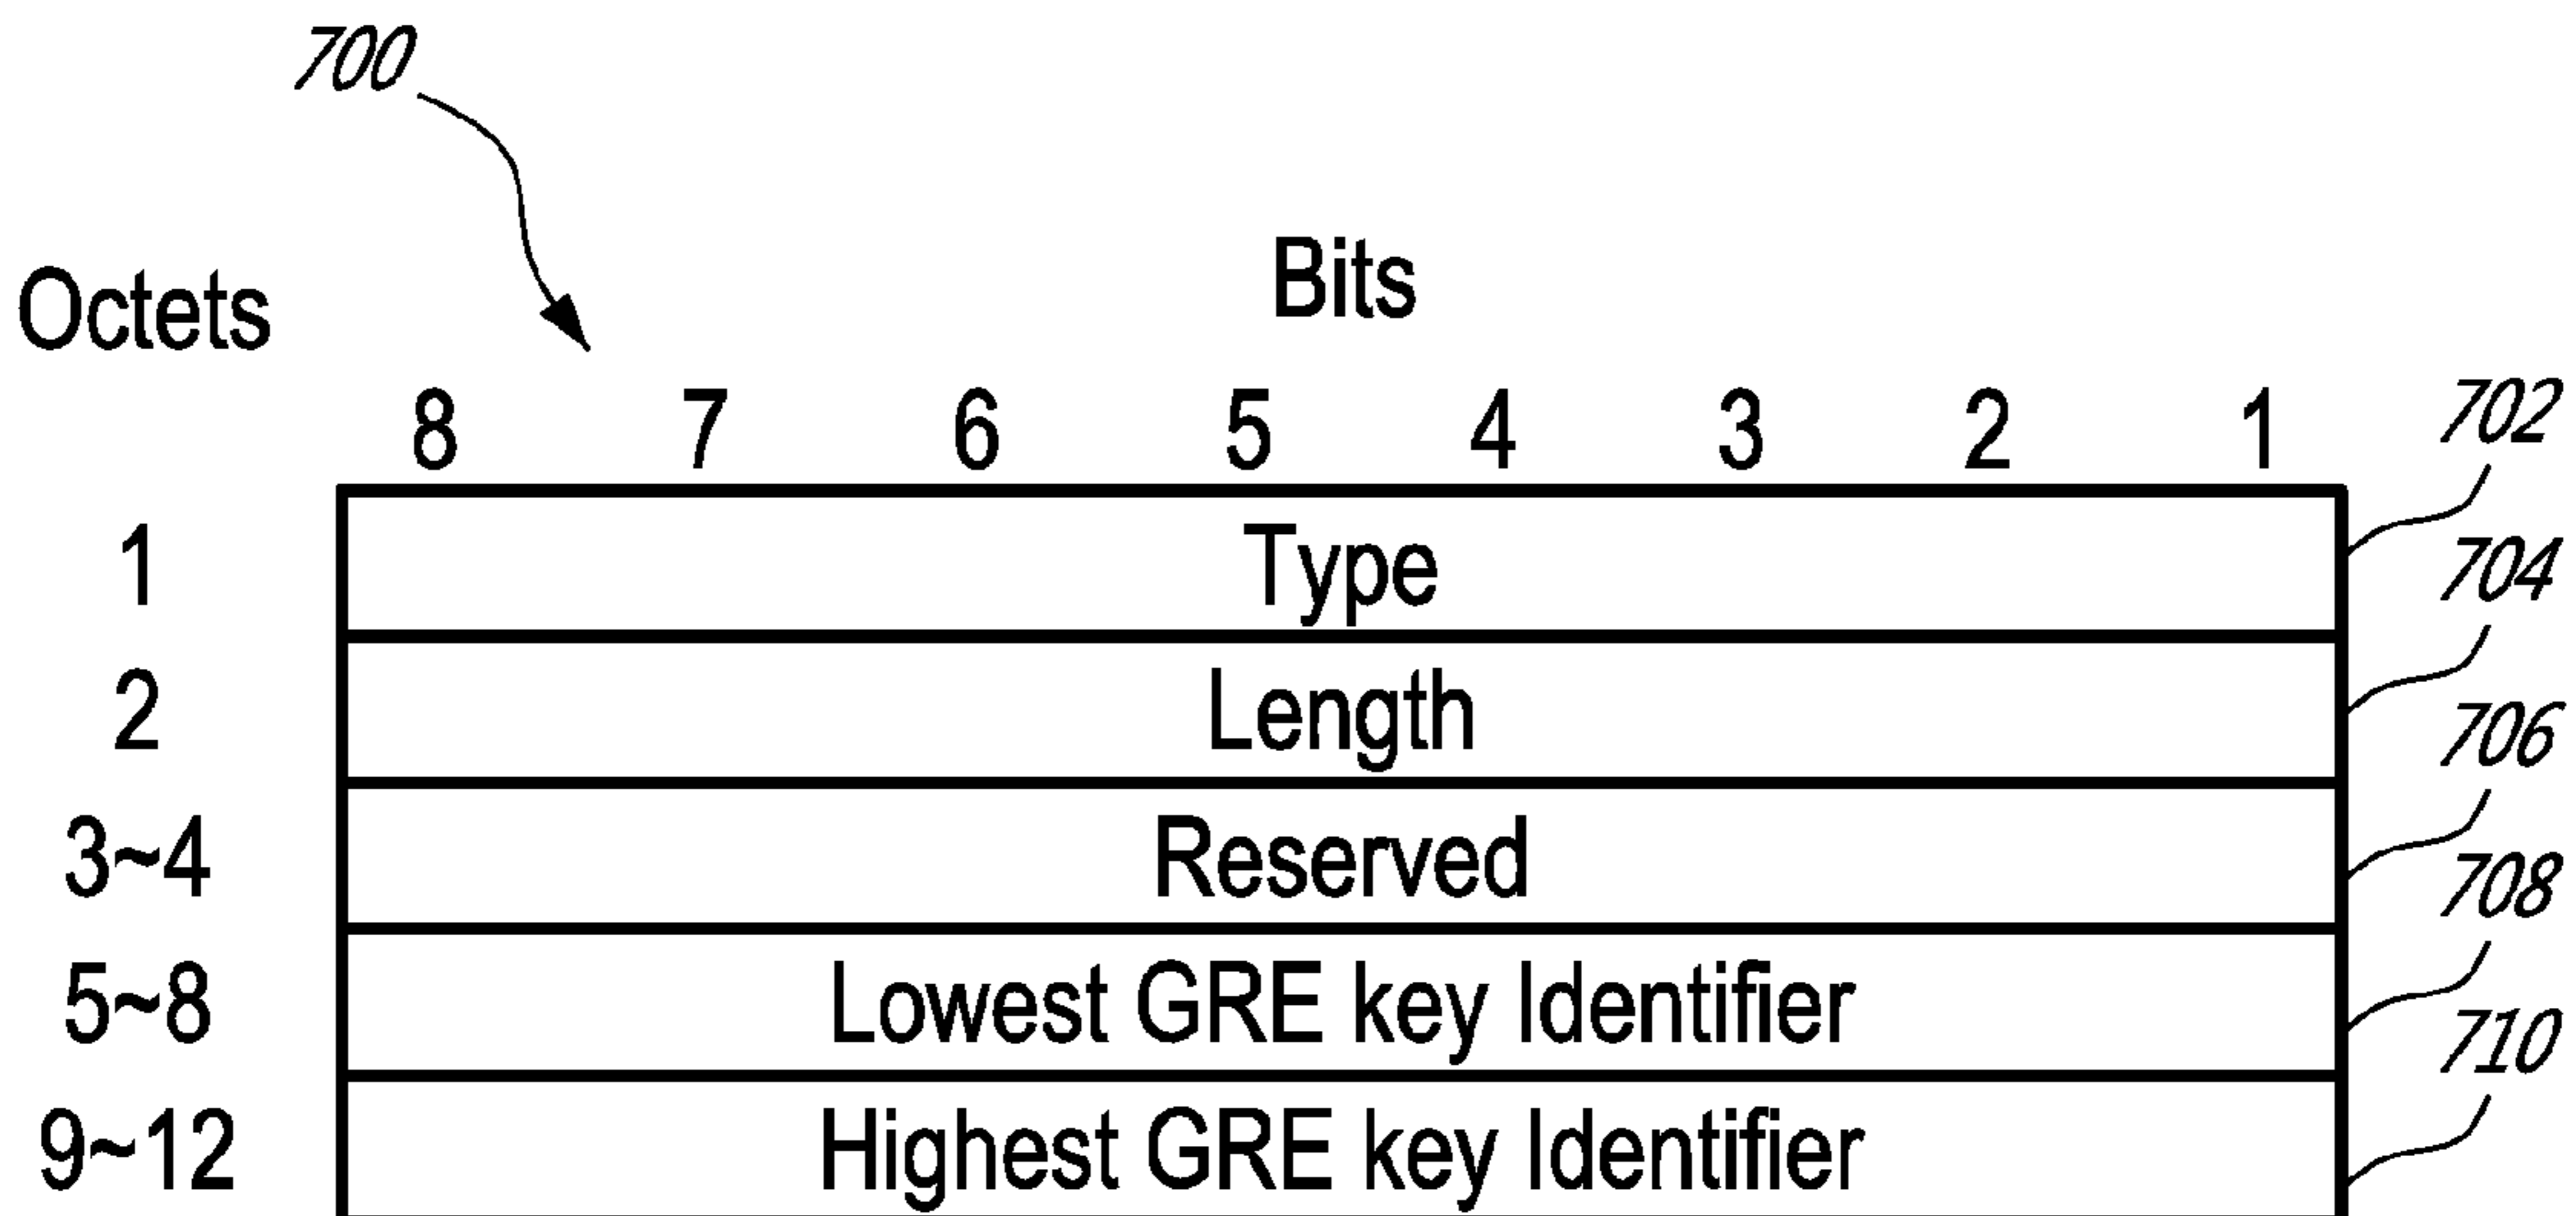 700
Octets
Bits
8 7 6 5 4 3 2 1
702
1 Type
704
2 Length
706
3~4 Reserved
708
5~8 Lowest GRE key Identifier
710
9~12 Highest GRE key Identifier